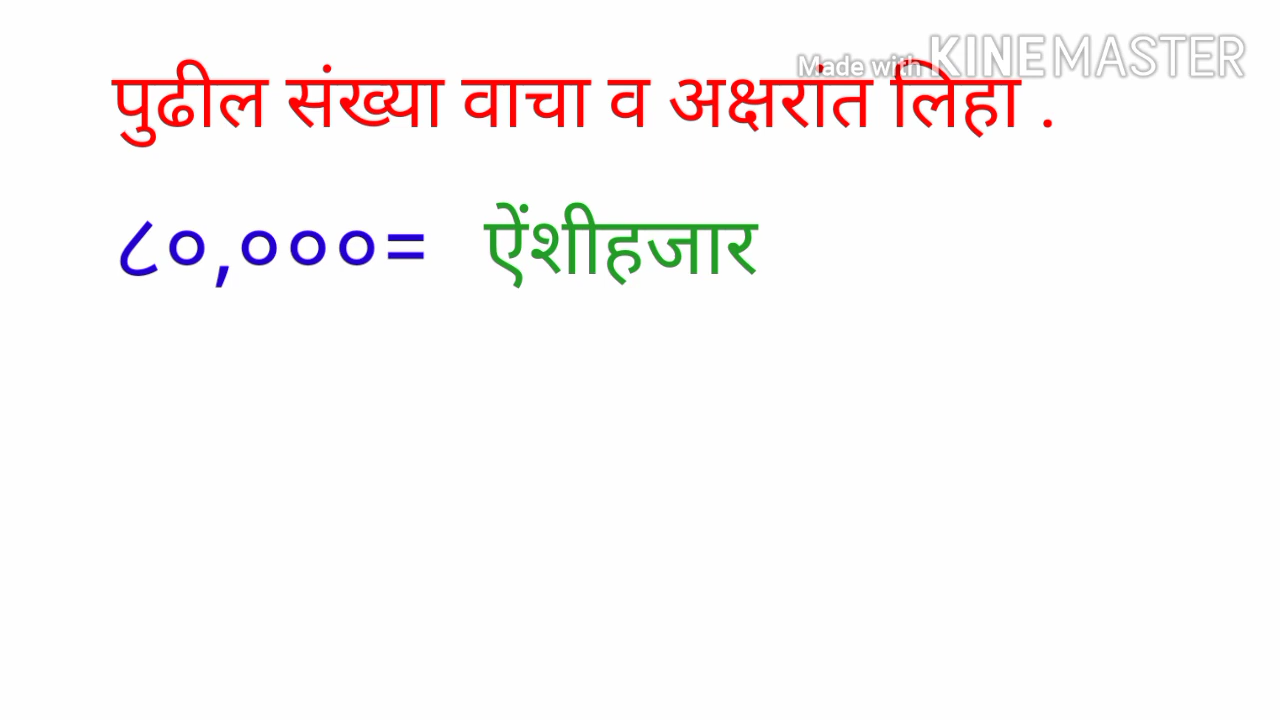 Made with KINEMASTER
पुढील संख्या वाचा व अक्षरांत लिहा .
८०,०००= ऐंशीहजार